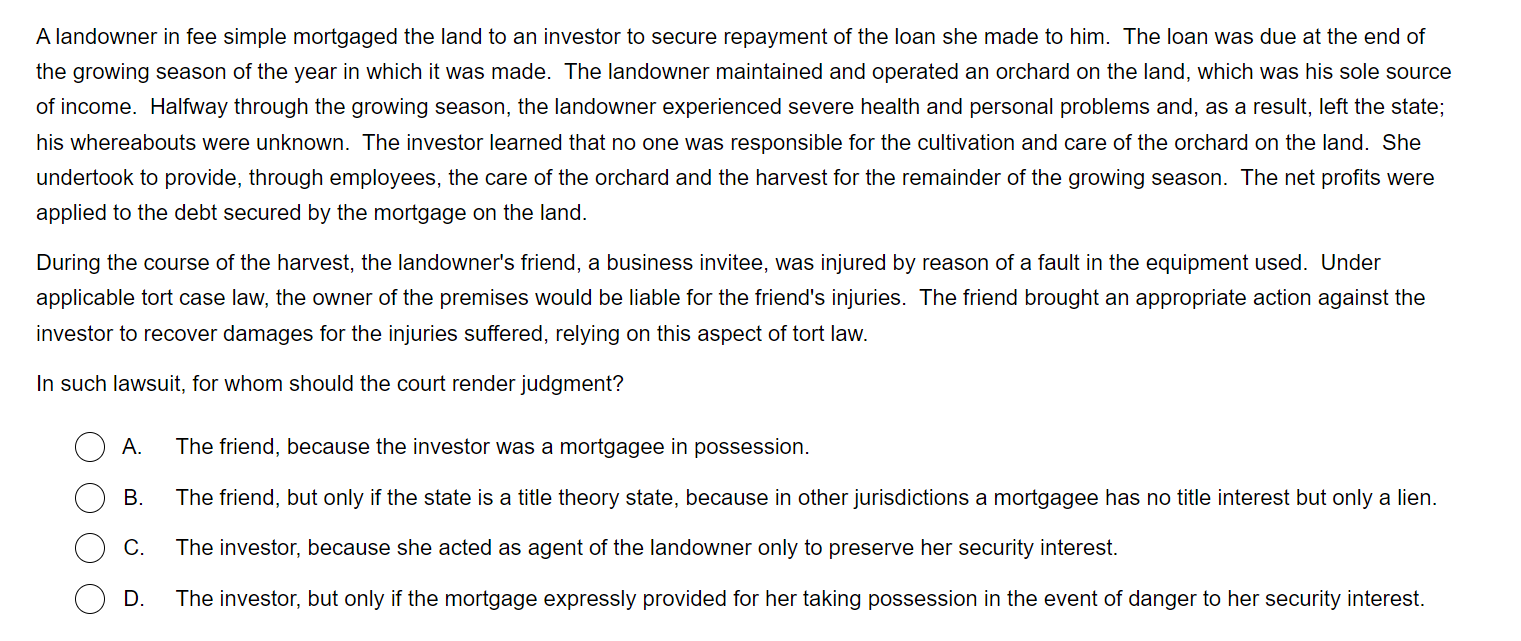 A landowner in fee simple mortgaged the land to an investor to secure repayment of the loan she made to him.  The loan was due at the end of
the growing season of the year in which it was made.  The landowner maintained and operated an orchard on the land, which was his sole source
of income.  Halfway through the growing season, the landowner experienced severe health and personal problems and, as a result, left the state;
his whereabouts were unknown.  The investor learned that no one was responsible for the cultivation and care of the orchard on the land.  She
undertook to provide, through employees, the care of the orchard and the harvest for the remainder of the growing season.  The net profits were
applied to the debt secured by the mortgage on the land.
During the course of the harvest, the landowner's friend, a business invitee, was injured by reason of a fault in the equipment used.  Under
applicable tort case law, the owner of the premises would be liable for the friend's injuries.  The friend brought an appropriate action against the
investor to recover damages for the injuries suffered, relying on this aspect of tort law.
In such lawsuit, for whom should the court render judgment?
A. The friend, because the investor was a mortgagee in possession.
B. The friend, but only if the state is a title theory state, because in other jurisdictions a mortgagee has no title interest but only a lien.
C. The investor, because she acted as agent of the landowner only to preserve her security interest.
D. The investor, but only if the mortgage expressly provided for her taking possession in the event of danger to her security interest.